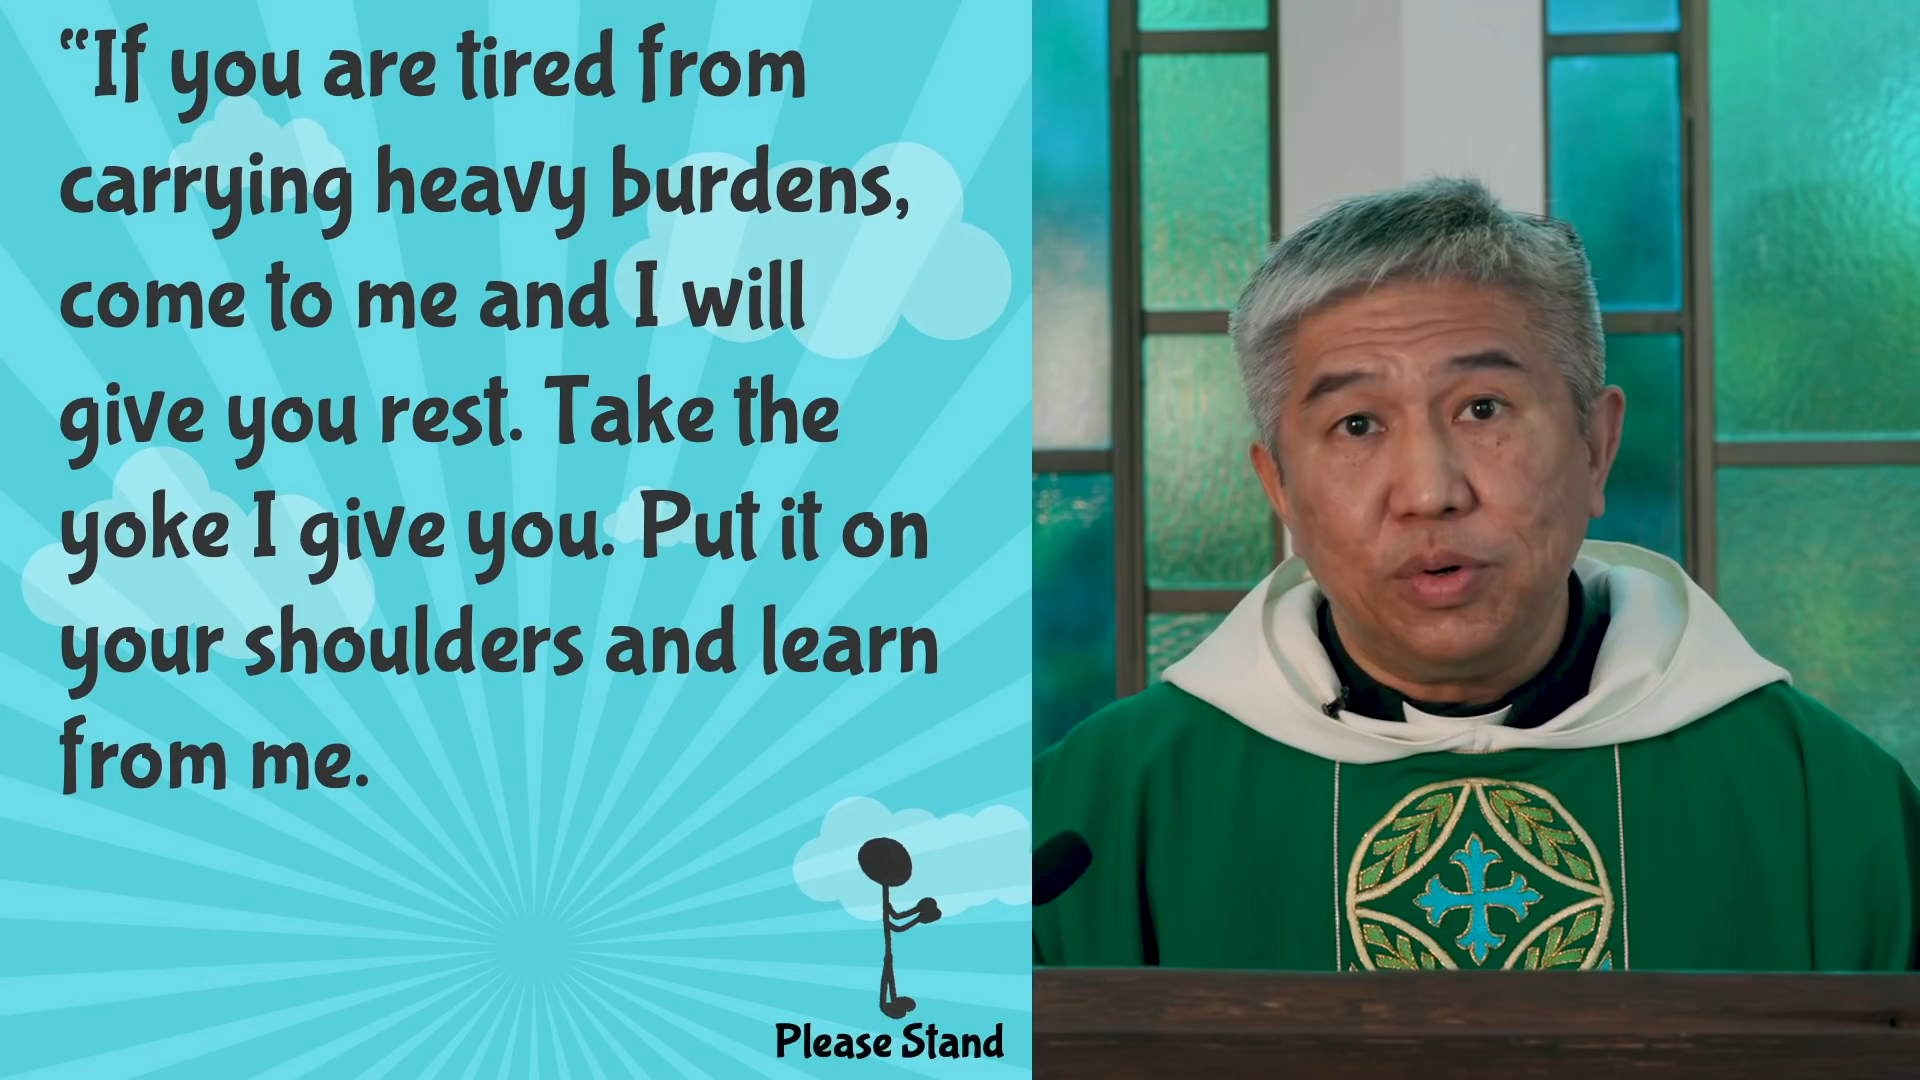 “If you are tired from
carrying heavy burdens,
come to me and I will
give you rest. Take the
yoke I give you. Put it on
your shoulders and learn
from me.
Please Stand